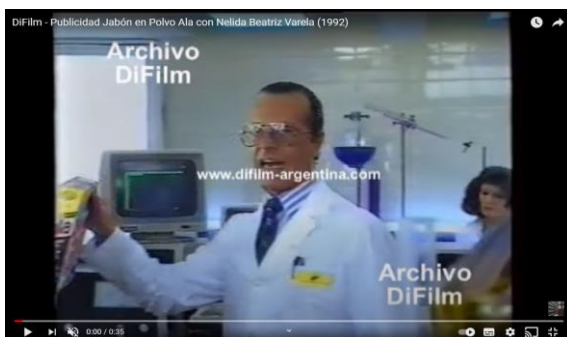 DiFilm - Publicidad Jabón en Polvo Ala con Nelida Beatriz Varela (1992)
Archivo
DiFilm
www.difilm-argentina.com
Archivo
DiFilm
0:00 / 0:35